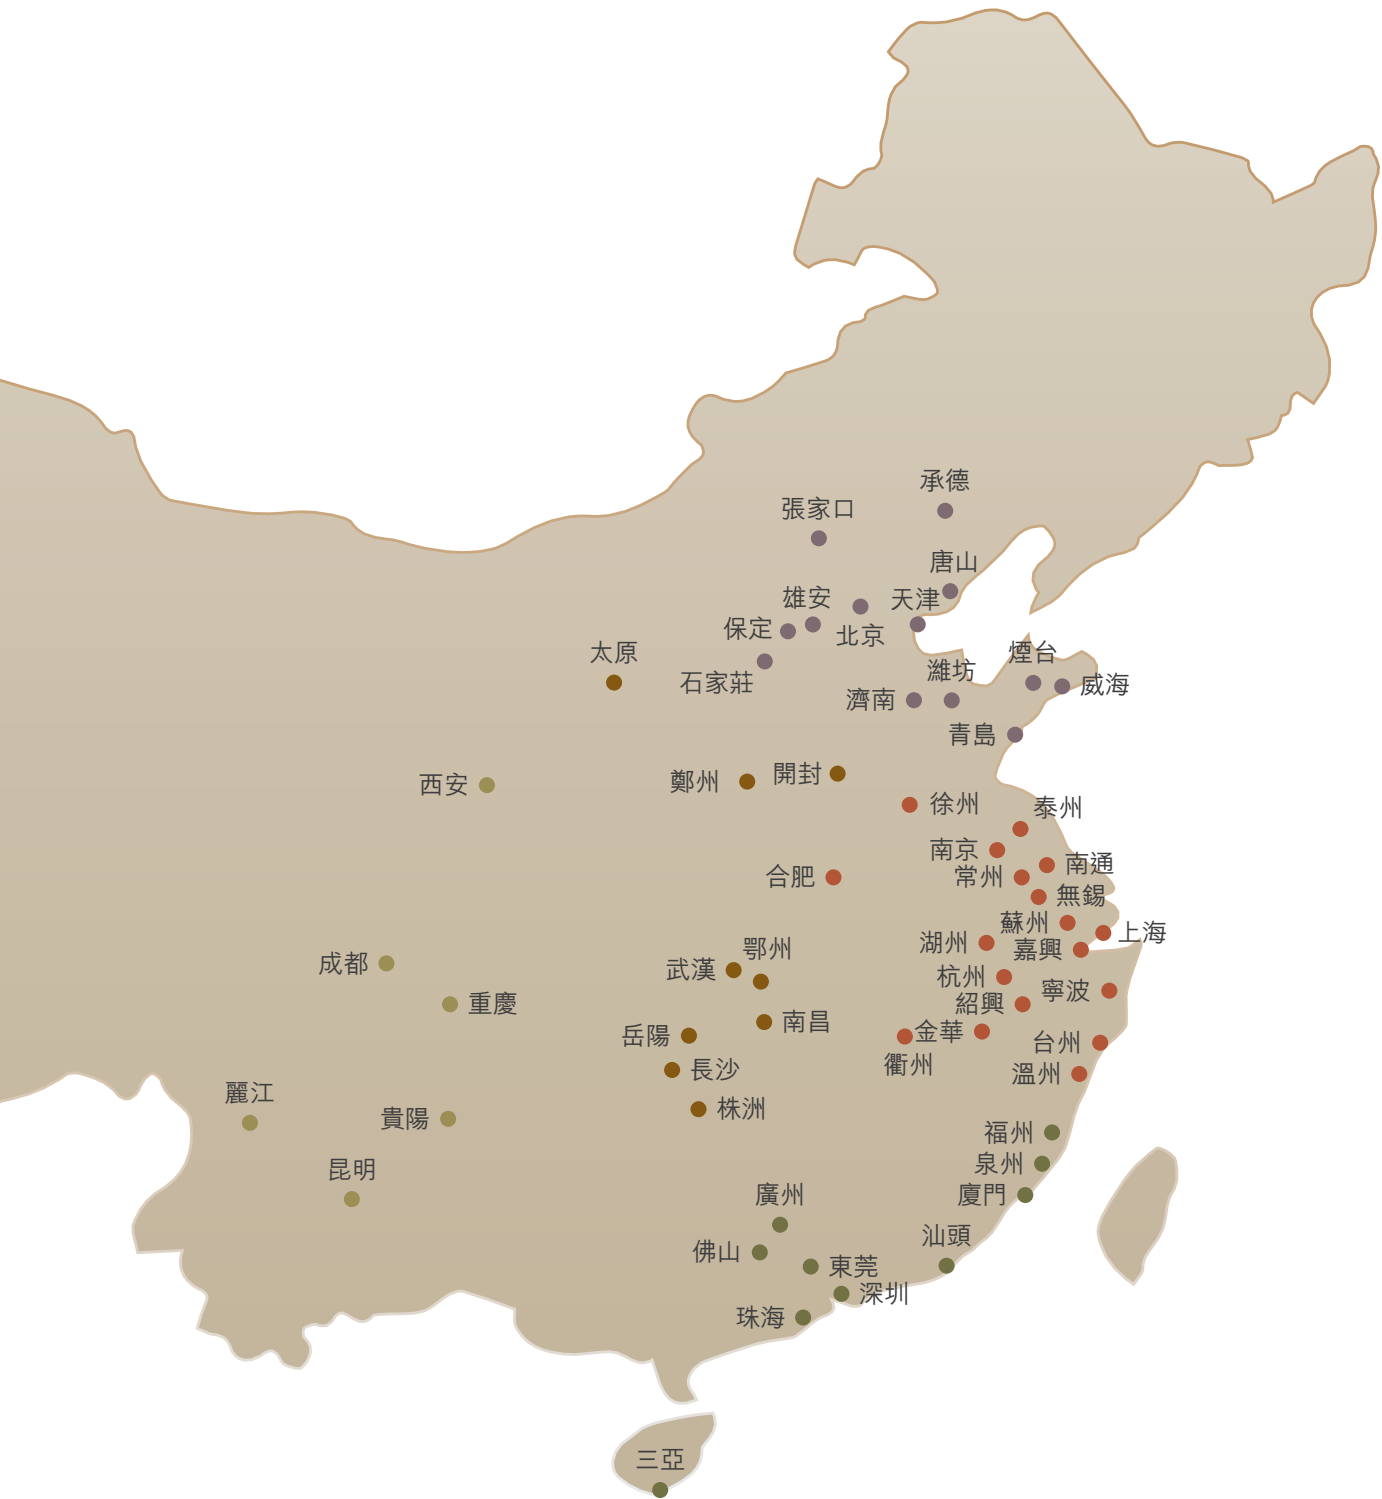 承德
張家口
唐山
雄安
天津
保定
北京
太原
煙台
石家莊
濰坊
威海
濟南
青島
西安
鄭州
開封
徐州
泰州
南京
南通
合肥
常州
無錫
蘇州
上海
湖州
嘉興
鄂州
成都
武漢
杭州
寧波
重慶
紹興
南昌
岳陽
金華
台州
衢州
長沙
溫州
麗江
株洲
貴陽
福州
泉州
昆明
廈門
廣州
汕頭
佛山
東莞
深圳
珠海
三亞